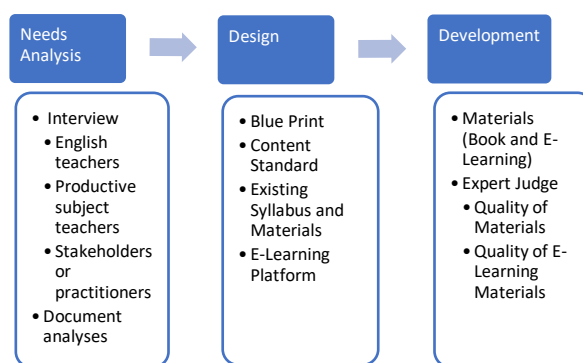 Needs
Analysis
Design
Development
• Interview
• English
teachers
• Productive
subject
teachers
• Stakeholders
or
practitioners
• Document
analyses
• Blue Print
• Content
Standard
• Existing
Syllabus and
Materials
• E-Learning
Platform
• Materials
(Book and E-
Learning)
• Expert Judge
• Quality of
Materials
• Quality of E-
Learning
Materials